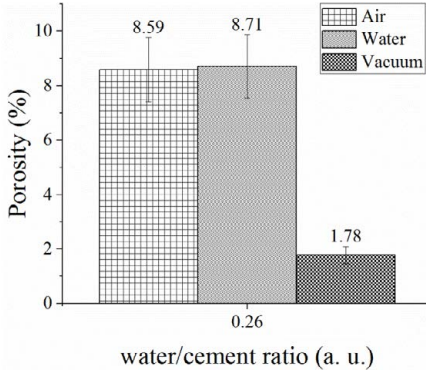 Porosity (%)
10
8
6
4
2
0
8.59
8.71
1.78
Air
Water
Vacuum
0.26
water/cement ratio (a. u.)